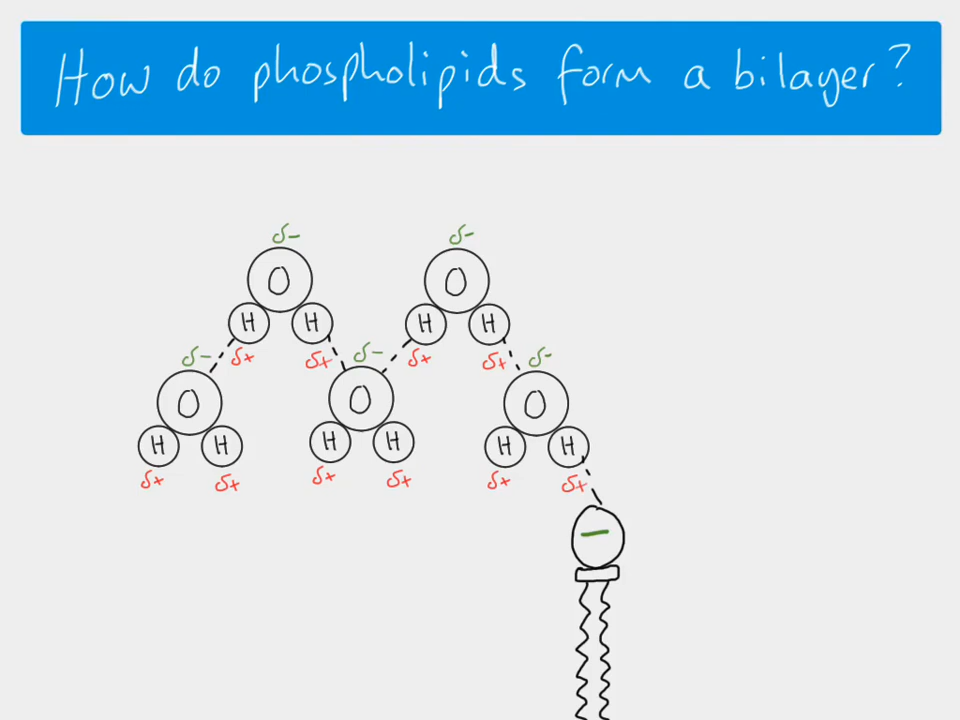 How do phospholipids form a bilayer?
δ- δ-
O O
H H H H
δ- δ+ δ+ δ- δ+ δ+ δ-
O O O
H H H H H H
δ+ δ+ δ+ δ+ δ+ δ+
−